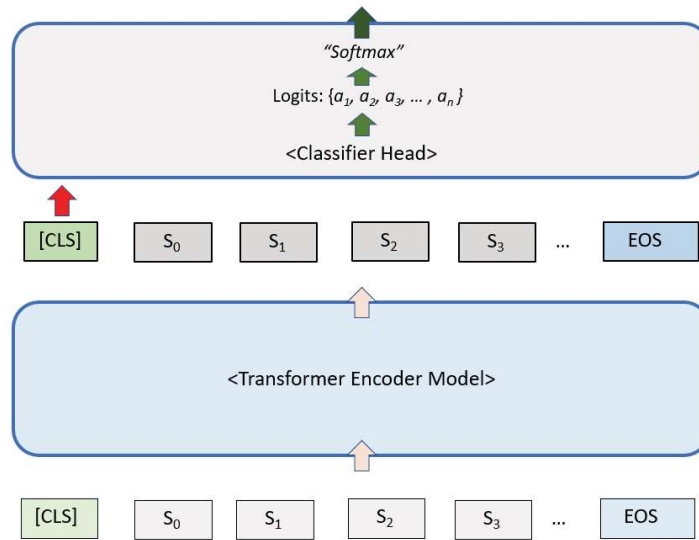 “Softmax”
Logits: {a₁, a₂, a₃, ... , aₙ}
<Classifier Head>
[CLS] S₀ S₁ S₂ S₃ ... EOS
<Transformer Encoder Model>
[CLS] S₀ S₁ S₂ S₃ ... EOS